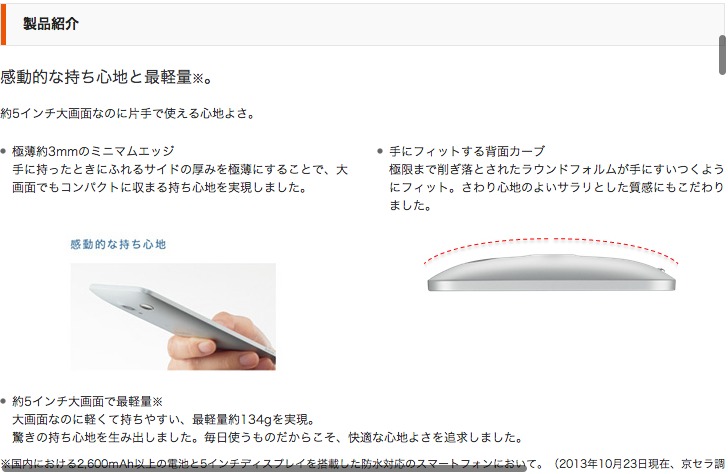 製品紹介
感動的な持ち心地と最軽量※。
約5インチ大画面なのに片手で使える心地よさ。
極薄約3mmのミニマムエッジ
手に持ったときにふれるサイドの厚みを極薄にすることで、大
画面でもコンパクトに収まる持ち心地を実現しました。
手にフィットする背面カーブ
極限まで削ぎ落とされたラウンドフォルムが手にすいつくよう
にフィット。さわり心地のよいサラリとした質感にもこだわり
ました。
感動的な持ち心地
約5インチ大画面で最軽量※
大画面なのに軽くて持ちやすい、最軽量約134gを実現。
驚きの持ち心地を生み出しました。毎日使うものだからこそ、快適な心地よさを追求しました。
※国内における2,600mAh以上の電池と5インチディスプレイを搭載した防水対応のスマートフォンにおいて。（2013年10月23日現在、京セラ調